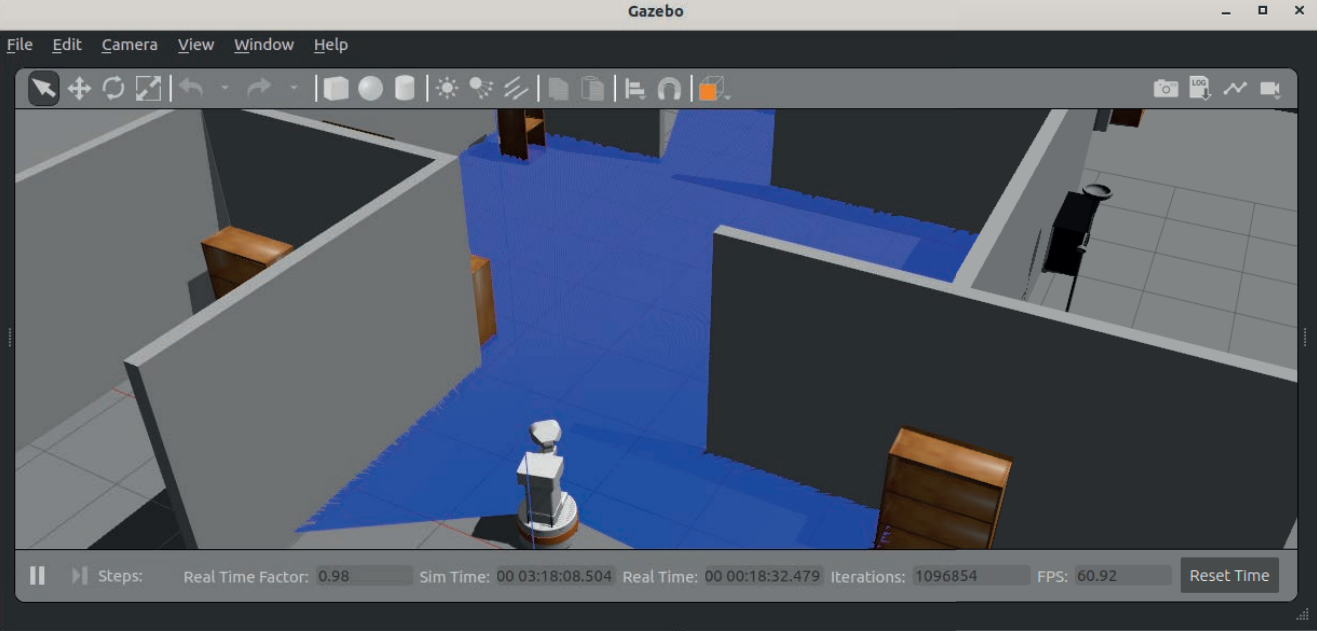 Gazebo
File Edit Camera View Window Help
LOG
Steps: Real Time Factor: 0.98 Sim Time: 00 03:18:08.504 Real Time: 00 00:18:32.479 Iterations: 1096854 FPS: 60.92 Reset Time